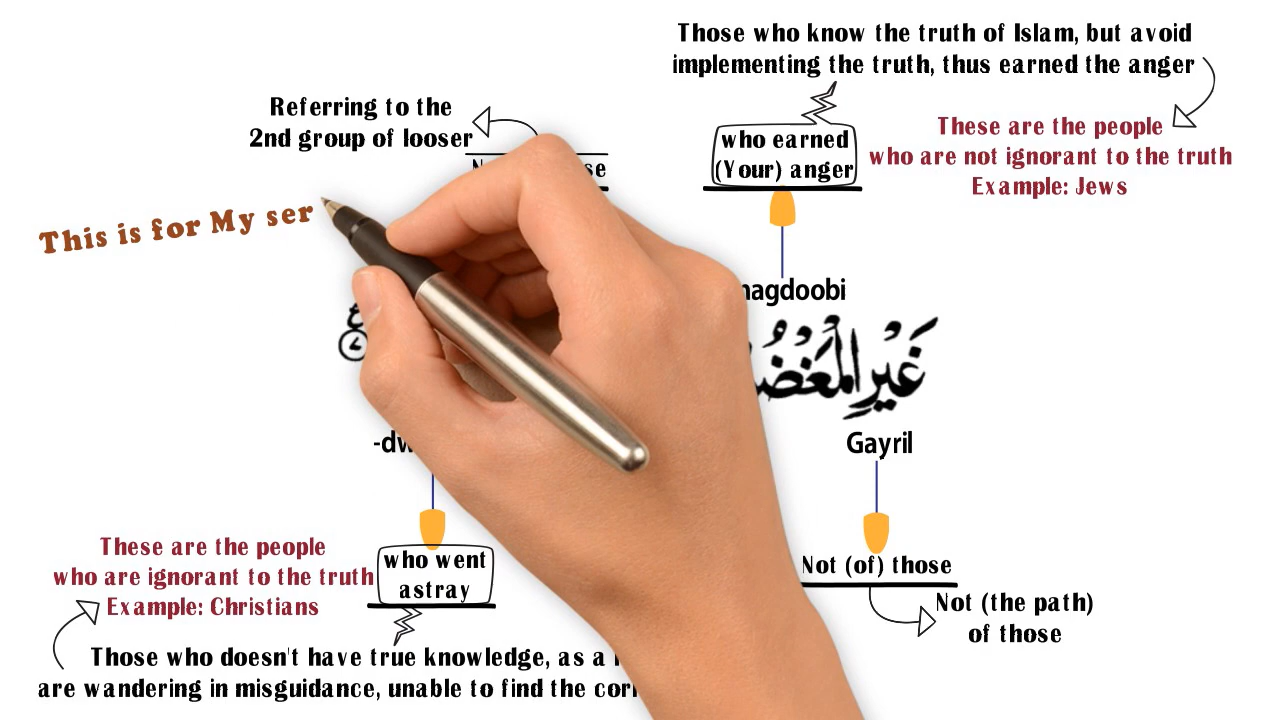 Those who know the truth of Islam, but avoid
implementing the truth, thus earned the anger
Referring to the
2nd group of looser
These are the people
who are not ignorant to the truth
Example: Jews
who earned
(Your) anger
This is for My ser
غَيْرِ
Gayril
Not (of) those
Not (the path)
of those
who went
astray
These are the people
who are ignorant to the truth
Example: Christians
Those who doesn't have true knowledge, as a
are wandering in misguidance, unable to find the